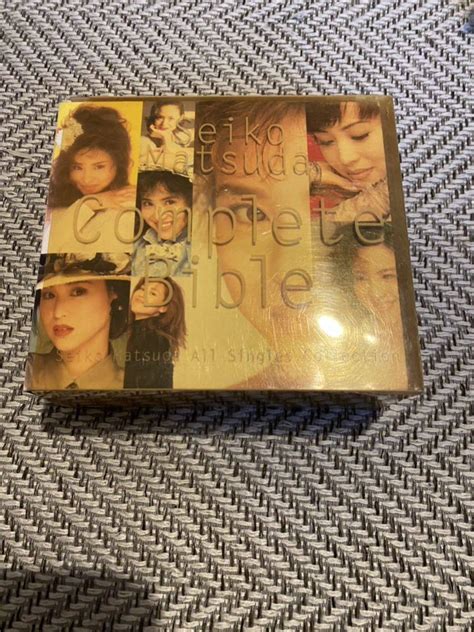 Seiko
Matsuda
Complete
Bible
Seiko Matsuda All Singles Collection